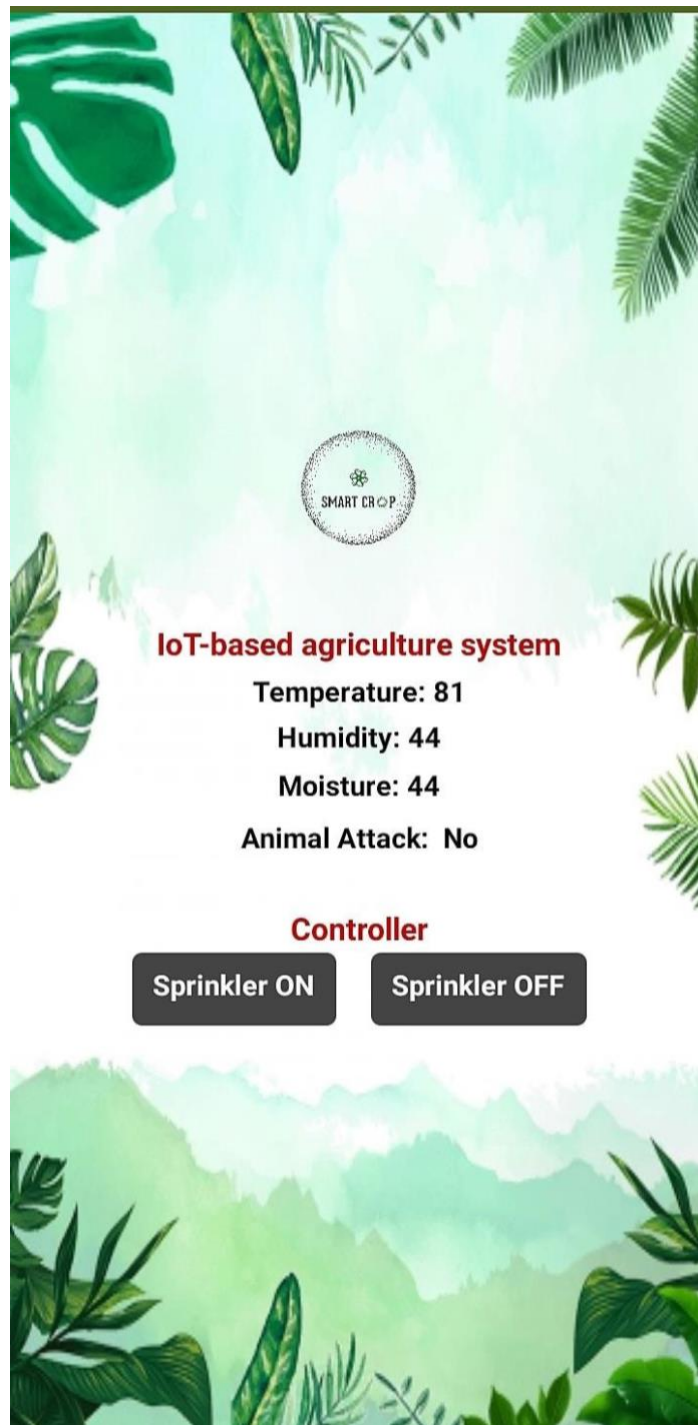 SMART CROP
IoT-based agriculture system
Temperature: 81
Humidity: 44
Moisture: 44
Animal Attack: No
Controller
Sprinkler ON
Sprinkler OFF